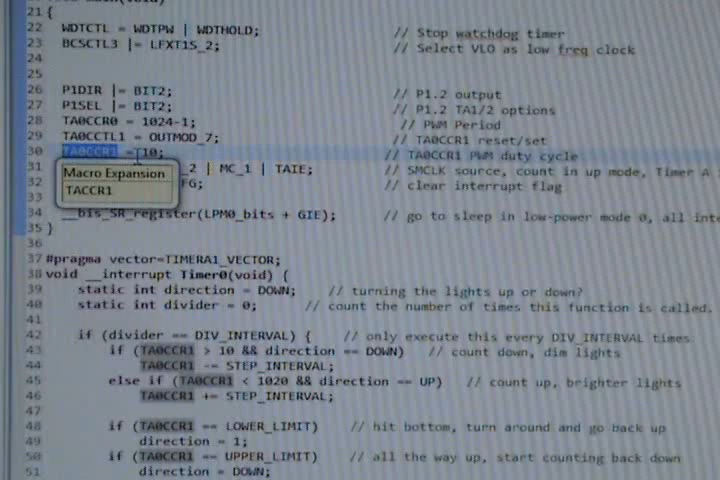 21 {
22 WDTCTL = WDTPW | WDTHOLD; // Stop watchdog timer
23 BCSCTL3 |= LFXT1S_2; // Select VLO as low freq clock
24
25
26 P1DIR |= BIT2; // P1.2 output
27 P1SEL |= BIT2; // P1.2 TA1/2 options
28 TA0CCR0 = 1024-1; // PWM Period
29 TA0CCTL1 = OUTMOD_7; // TA0CCR1 reset/set
30 TA0CCR1 = 10; // TA0CCR1 PWM duty cycle
31 _2 | MC_1 | TAIE; // SMCLK source, count in up mode, Timer A
Macro Expansion
32 FG; // clear interrupt flag
TACCR1
33
34 __bis_SR_register(LPM0_bits + GIE); // go to sleep in low-power mode 0, all inte
35 }
36
37 #pragma vector=TIMERA1_VECTOR;
38 void __interrupt Timer0(void) {
39 static int direction = DOWN; // turning the lights up or down?
40 static int divider = 0; // count the number of times this function is called.
41
42 if (divider == DIV_INTERVAL) { // only execute this every DIV_INTERVAL times
43 if (TA0CCR1 > 10 && direction == DOWN) // count down, dim lights
44 TA0CCR1 -= STEP_INTERVAL;
45 else if (TA0CCR1 < 1020 && direction == UP) // count up, brighter lights
46 TA0CCR1 += STEP_INTERVAL;
47
48 if (TA0CCR1 == LOWER_LIMIT) // hit bottom, turn around and go back up
49 direction = 1;
50 if (TA0CCR1 == UPPER_LIMIT) // all the way up, start counting back down
51 direction = DOWN;